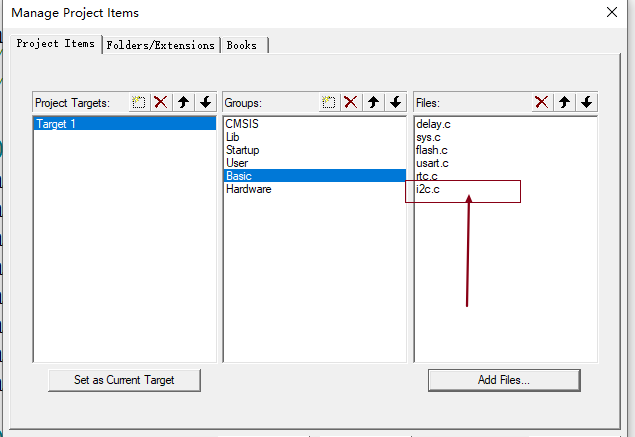 Manage Project Items
Project Items
Folders/Extensions
Books
Project Targets:
Groups:
Files:
Target 1
CMSIS
Lib
Startup
User
Basic
Hardware
delay.c
sys.c
flash.c
usart.c
rtc.c
i2c.c
Set as Current Target
Add Files...